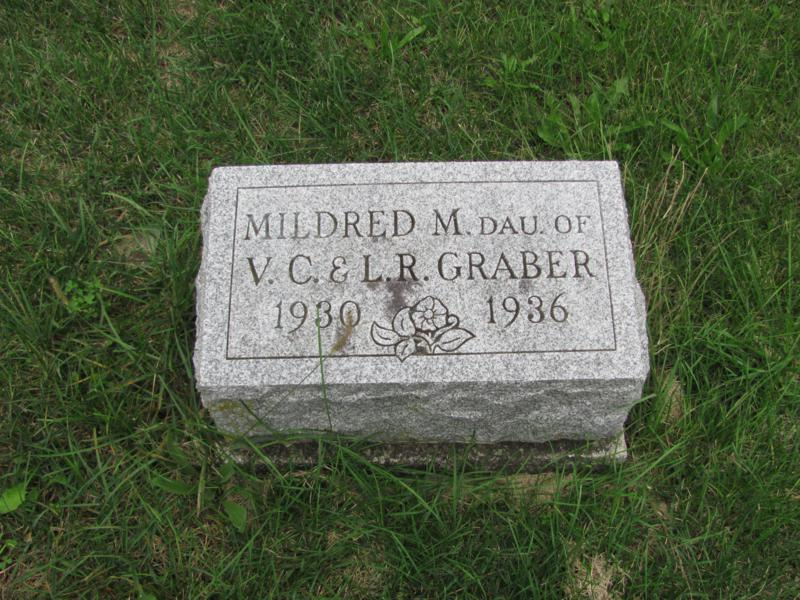 MILDRED M. DAU. OF
V. C. & L. R. GRABER
1930 1936